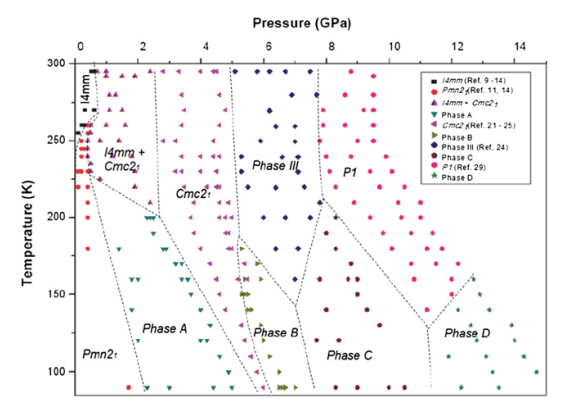 Pressure (GPa)
0 2 4 6 8 10 12 14
300
250
200
150
100
Temperature (K)
I4mm
I4mm +
Cmc2₁
Cmc2₁
Phase III
P1
Phase A
Phase B
Phase C
Phase D
Pmn2₁
I4mm (Ref. 9 -14)
Pmn2₁(Ref. 11, 14)
I4mm + Cmc2₁
Phase A
Cmc2₁(Ref. 21 - 25)
Phase B
Phase III (Ref. 24)
Phase C
P1 (Ref. 29)
Phase D